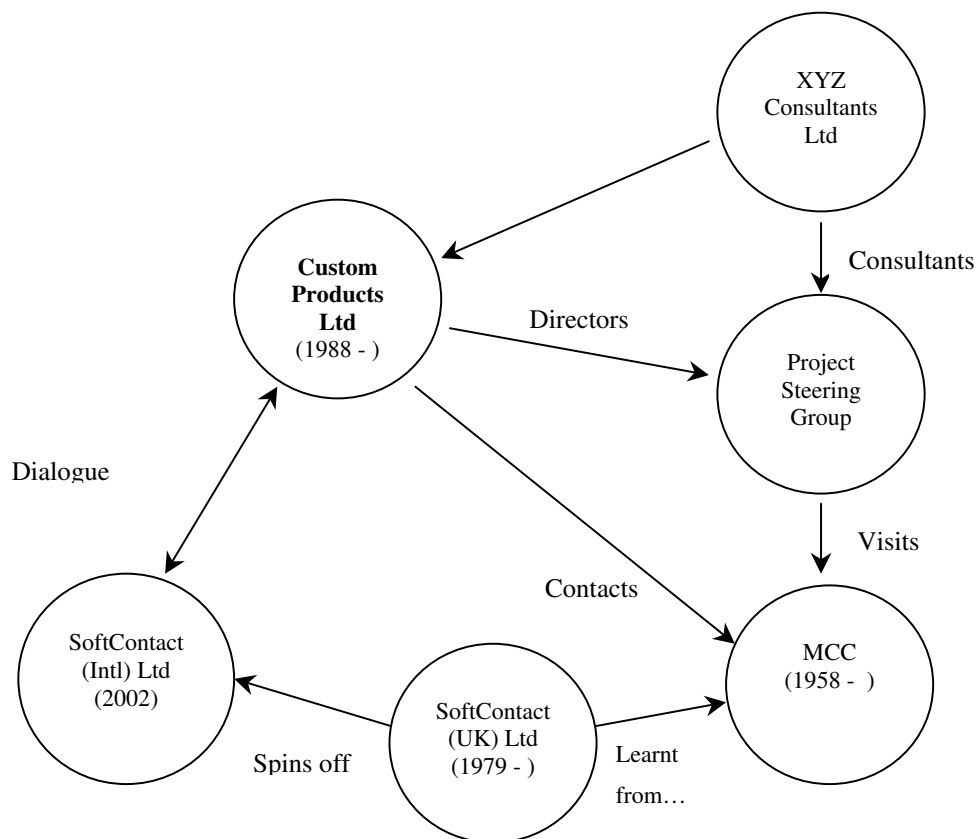 XYZ
Consultants
Ltd
Consultants
Custom
Products
Ltd
(1988 - )
Directors
Project
Steering
Group
Dialogue
Visits
Contacts
SoftContact
(Intl) Ltd
(2002)
MCC
(1958 - )
SoftContact
(UK) Ltd
(1979 - )
Spins off
Learnt
from…